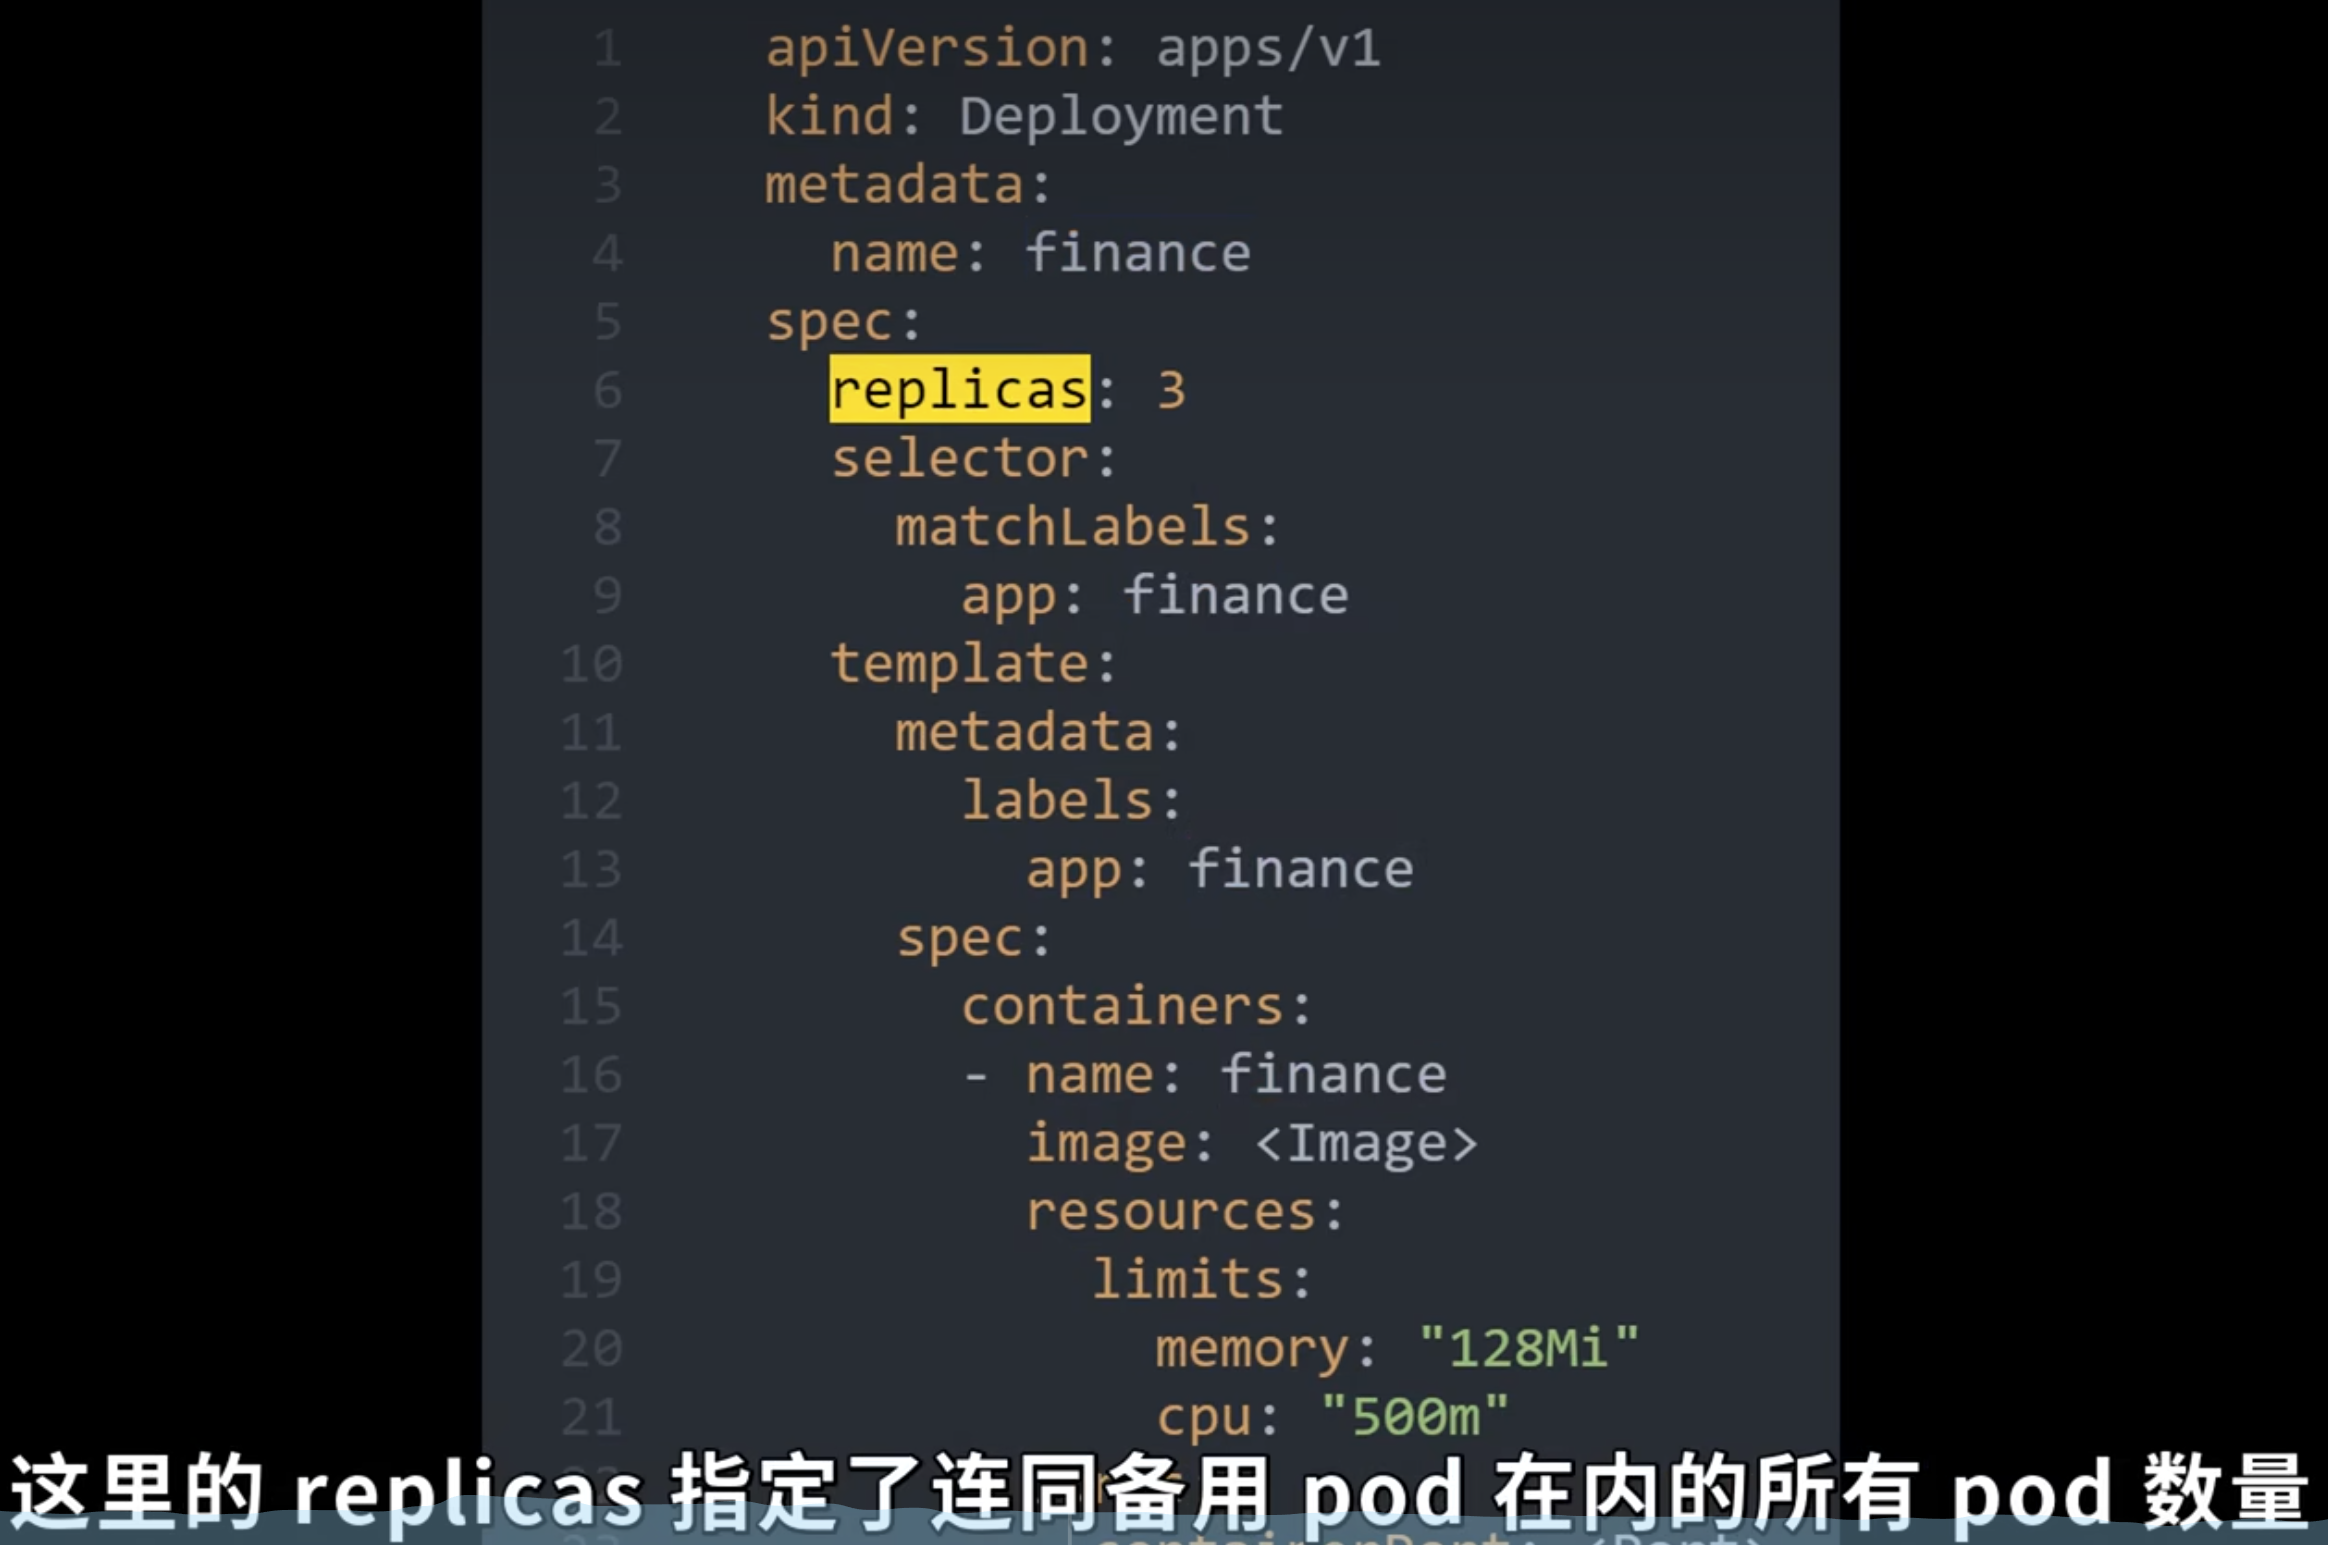 1 apiVersion: apps/v1
2 kind: Deployment
3 metadata:
4   name: finance
5 spec:
6   replicas: 3
7   selector:
8     matchLabels:
9       app: finance
10   template:
11     metadata:
12       labels:
13         app: finance
14     spec:
15       containers:
16       - name: finance
17         image: <Image>
18         resources:
19           limits:
20             memory: "128Mi"
21             cpu: "500m"
这里的 replicas 指定了连同备用 pod 在内的所有 pod 数量